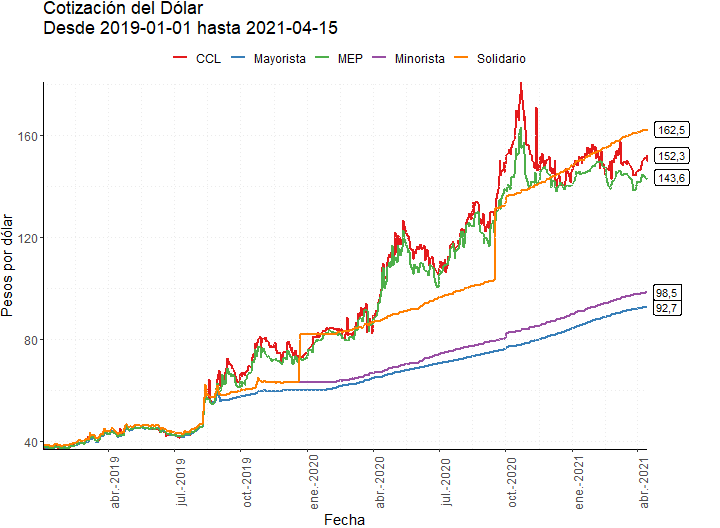 Cotización del Dólar
Desde 2019-01-01 hasta 2021-04-15
CCL Mayorista MEP Minorista Solidario
Pesos por dólar
160
120
80
40
162,5
152,3
143,6
98,5
92,7
abr.-2019
jul.-2019
oct.-2019
ene.-2020
abr.-2020
jul.-2020
oct.-2020
ene.-2021
abr.-2021
Fecha